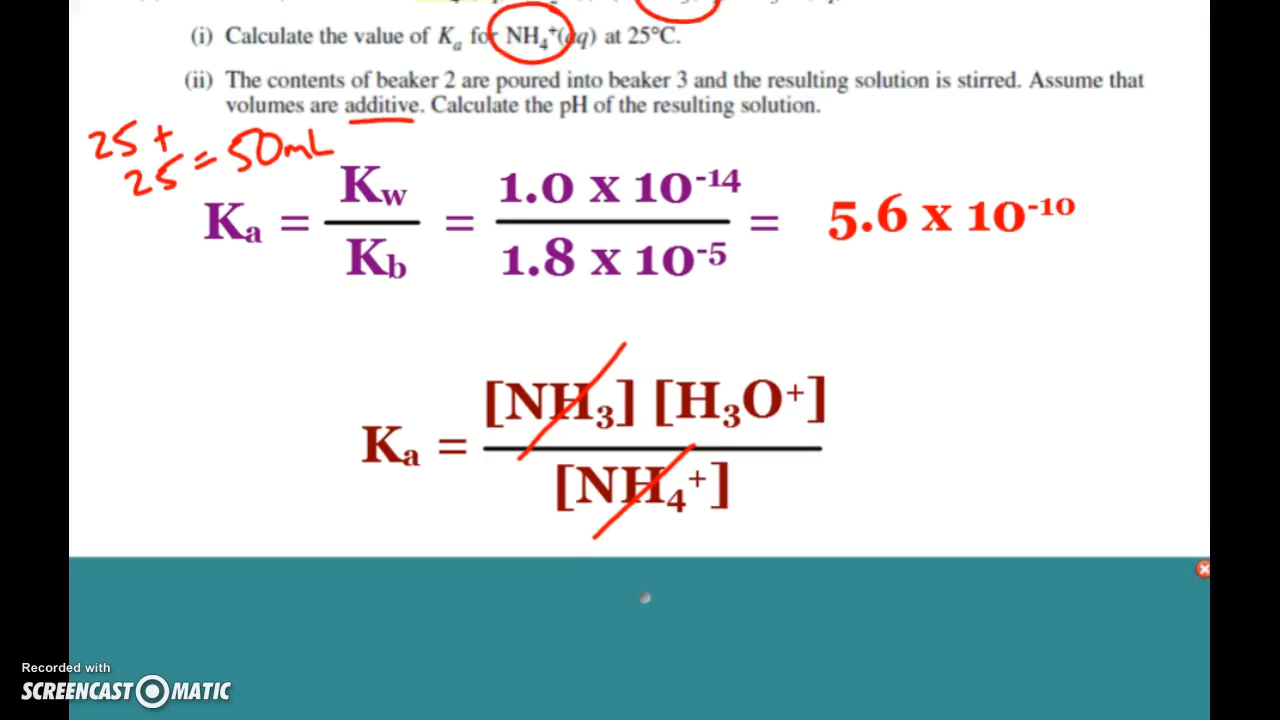 (i) Calculate the value of Kₐ for NH₄⁺(aq) at 25°C.
(ii) The contents of beaker 2 are poured into beaker 3 and the resulting solution is stirred. Assume that
volumes are additive. Calculate the pH of the resulting solution.
25 +
25 = 50mL
Kₐ = Kw / Kb = 1.0 x 10⁻¹⁴ / 1.8 x 10⁻⁵ = 5.6 x 10⁻¹⁰
Kₐ = [NH₃] [H₃O⁺] / [NH₄⁺]
Recorded with
SCREENCAST-O-MATIC